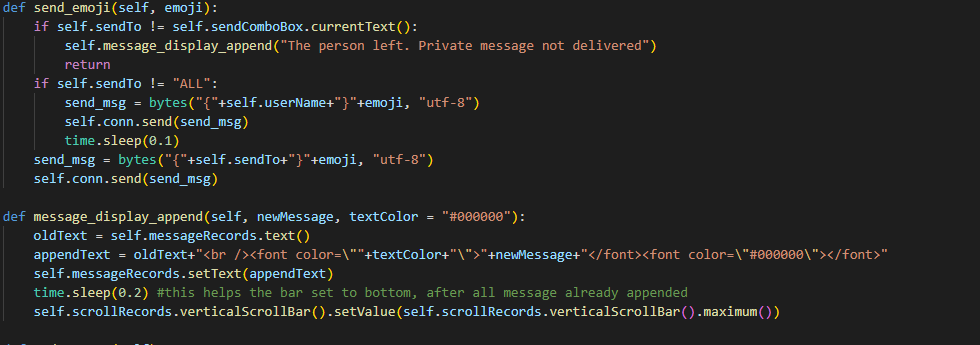 def send_emoji(self, emoji):
    if self.sendTo != self.sendComboBox.currentText():
        self.message_display_append("The person left. Private message not delivered")
        return
    if self.sendTo != "ALL":
        send_msg = bytes("{"+self.userName+"}"+emoji, "utf-8")
        self.conn.send(send_msg)
        time.sleep(0.1)
    send_msg = bytes("{"+self.sendTo+"}"+emoji, "utf-8")
    self.conn.send(send_msg)

def message_display_append(self, newMessage, textColor = "#000000"):
    oldText = self.messageRecords.text()
    appendText = oldText+"<br /><font color=\""+textColor+"\">"+newMessage+"</font><font color=\"#000000\"></font>"
    self.messageRecords.setText(appendText)
    time.sleep(0.2) #this helps the bar set to bottom, after all message already appended
    self.scrollRecords.verticalScrollBar().setValue(self.scrollRecords.verticalScrollBar().maximum())